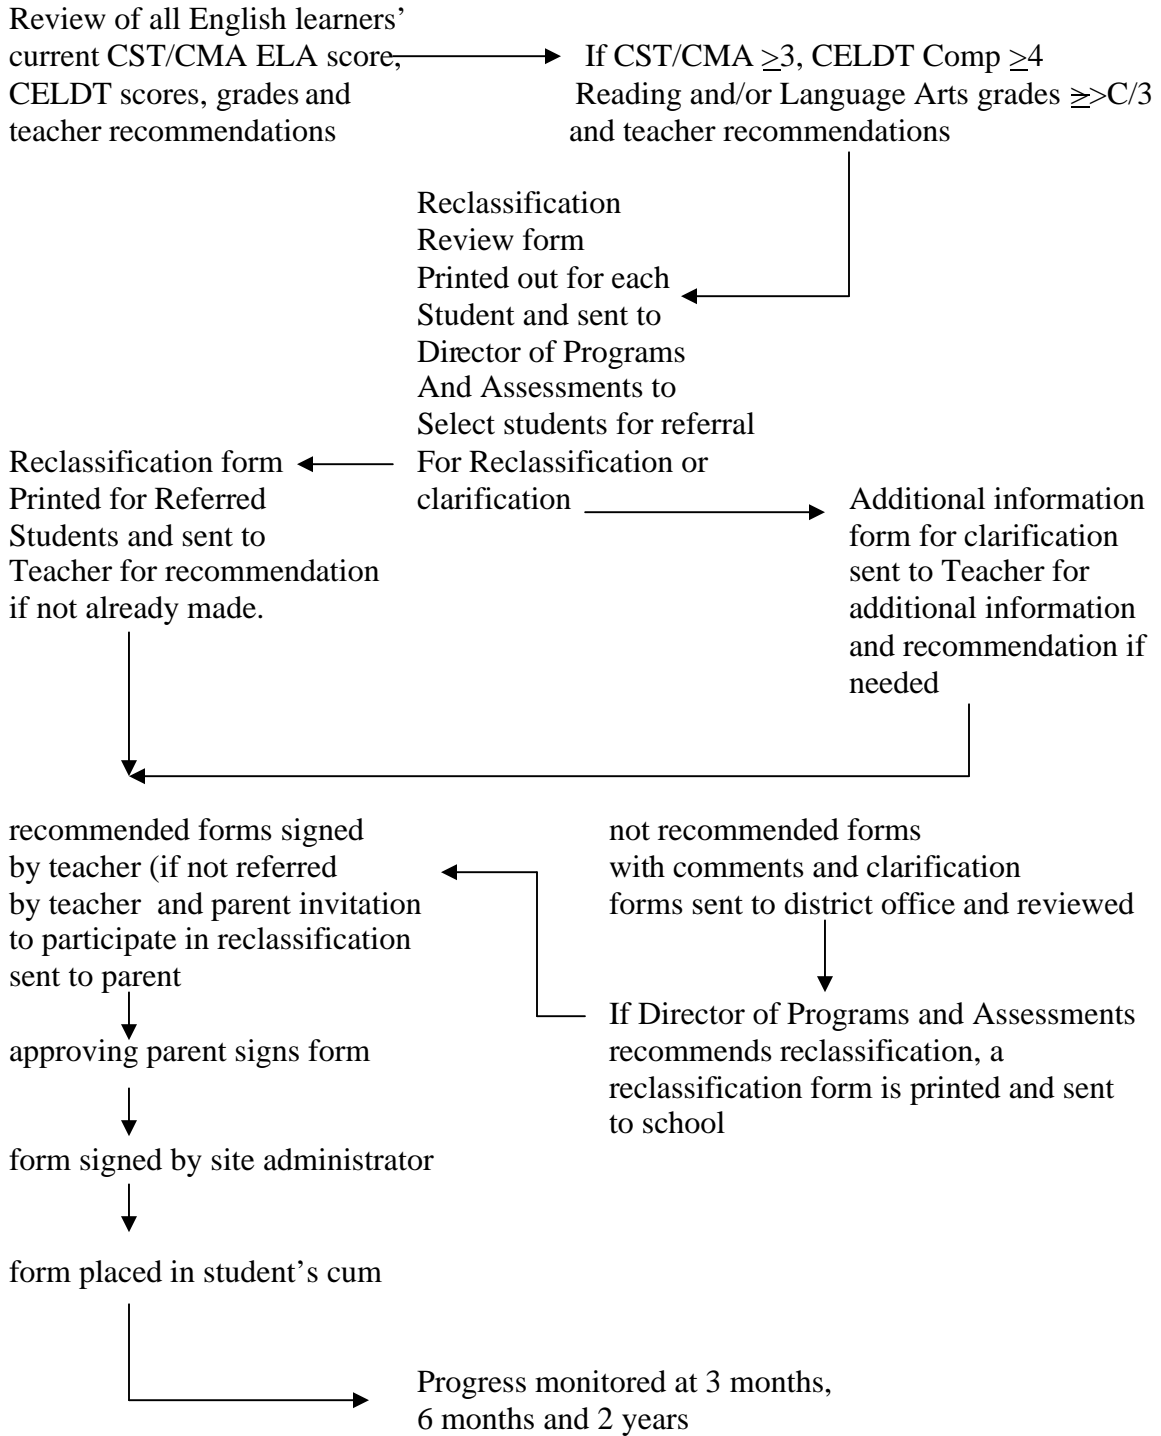 Review of all English learners’
current CST/CMA ELA score,
CELDT scores, grades and
teacher recommendations
If CST/CMA ≥3, CELDT Comp ≥4
Reading and/or Language Arts grades ≥>C/3
and teacher recommendations
Reclassification
Review form
Printed out for each
Student and sent to
Director of Programs
And Assessments to
Select students for referral
For Reclassification or
clarification
Reclassification form
Printed for Referred
Students and sent to
Teacher for recommendation
if not already made.
Additional information
form for clarification
sent to Teacher for
additional information
and recommendation if
needed
recommended forms signed
by teacher (if not referred
by teacher  and parent invitation
to participate in reclassification
sent to parent
not recommended forms
with comments and clarification
forms sent to district office and reviewed
If Director of Programs and Assessments
recommends reclassification, a
reclassification form is printed and sent
to school
approving parent signs form
form signed by site administrator
form placed in student’s cum
Progress monitored at 3 months,
6 months and 2 years